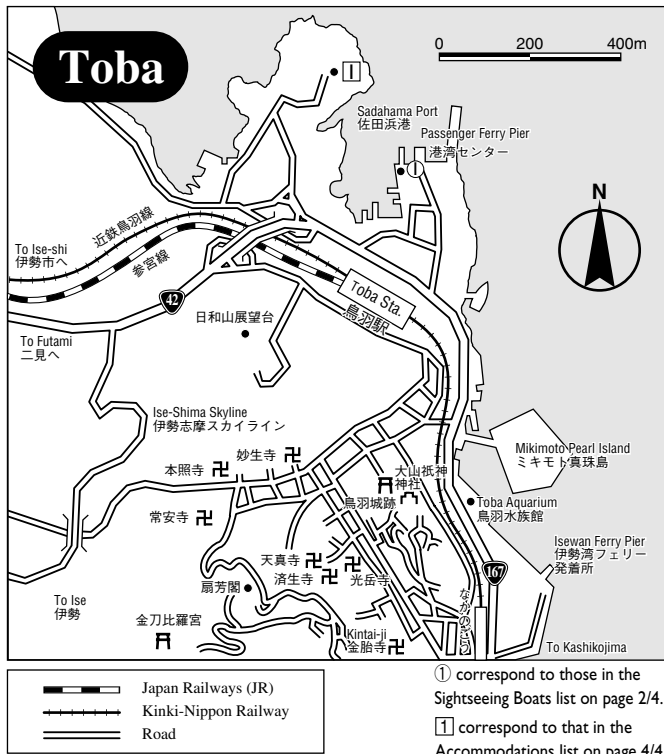 Toba
1
0 200 400m
Sadahama Port
佐田浜港
Passenger Ferry Pier
港湾センター
1
N
近鉄鳥羽線
参宮線
To Ise-shi
伊勢市へ
42
Toba Sta.
鳥羽駅
日和山展望台
To Futami
二見へ
Ise-Shima Skyline
伊勢志摩スカイライン
Mikimoto Pearl Island
ミキモト真珠島
妙生寺
本照寺
大山祇神
神社
鳥羽城跡
Toba Aquarium
鳥羽水族館
常安寺
Isewan Ferry Pier
伊勢湾フェリー
発着所
天真寺
済生寺
光岳寺
167
扇芳閣
To Ise
伊勢
なかのごう
金刀比羅宮
Kintai-ji
金胎寺
To Kashikojima
Japan Railways (JR)
Kinki-Nippon Railway
Road
① correspond to those in the
Sightseeing Boats list on page 2/4.
1 correspond to that in the
Accommodations list on page 4/4